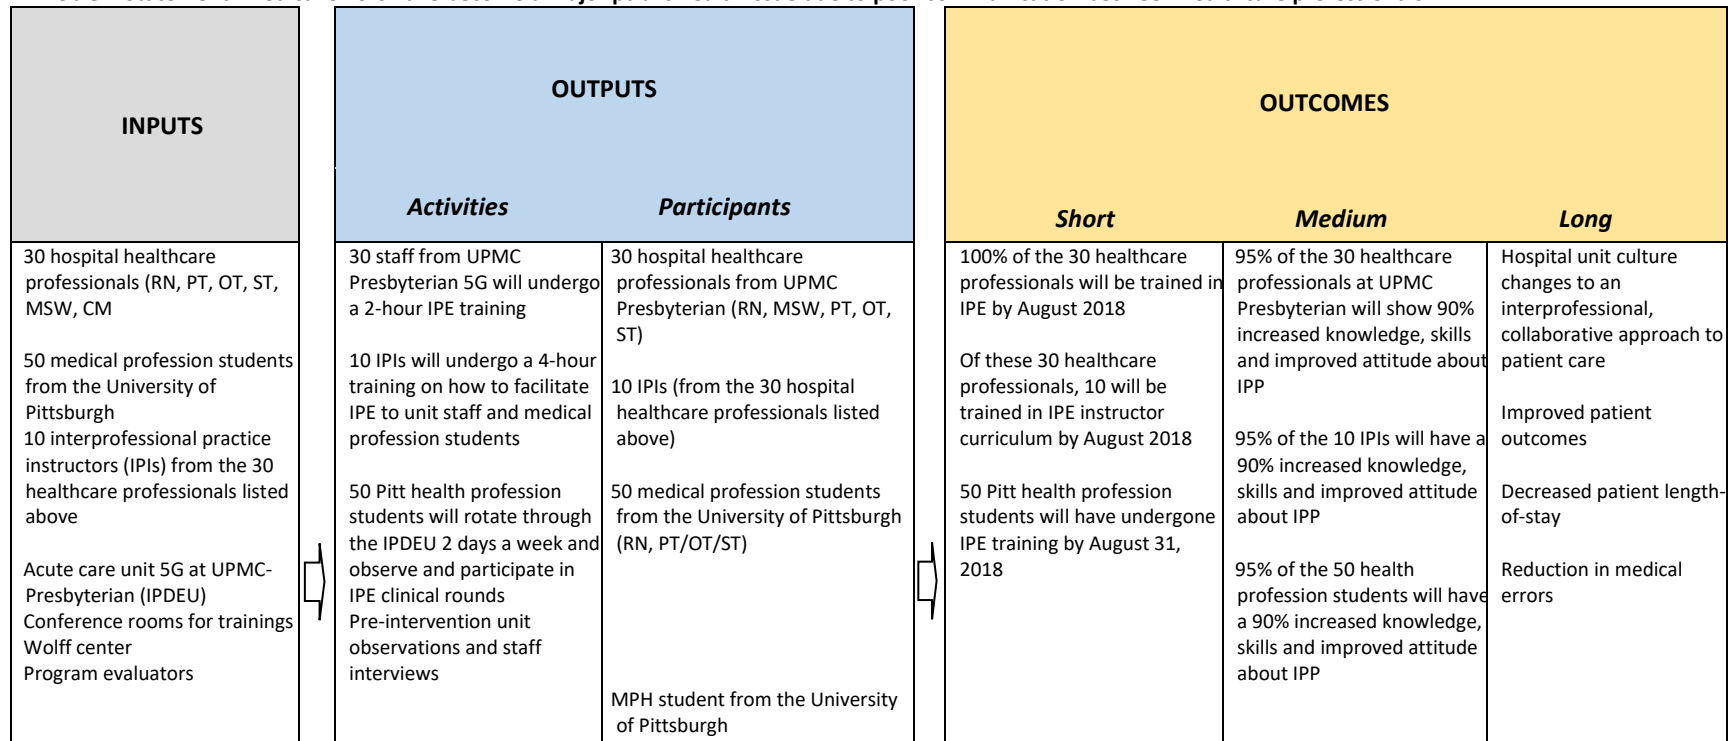 INPUTS
OUTPUTS
Activities
Participants
OUTCOMES
Short
Medium
Long
30 hospital healthcare
professionals (RN, PT, OT, ST,
MSW, CM
50 medical profession students
from the University of
Pittsburgh
10 interprofessional practice
instructors (IPIs) from the 30
healthcare professionals listed
above
Acute care unit 5G at UPMC-
Presbyterian (IPDEU)
Conference rooms for trainings
Wolff center
Program evaluators
30 staff from UPMC
Presbyterian 5G will undergo
a 2-hour IPE training
10 IPIs will undergo a 4-hour
training on how to facilitate
IPE to unit staff and medical
profession students
50 Pitt health profession
students will rotate through
the IPDEU 2 days a week and
observe and participate in
IPE clinical rounds
Pre-intervention unit
observations and staff
interviews
30 hospital healthcare
professionals from UPMC
Presbyterian (RN, MSW, PT, OT,
ST)
10 IPIs (from the 30 hospital
healthcare professionals listed
above)
50 medical profession students
from the University of Pittsburgh
(RN, PT/OT/ST)
MPH student from the University
of Pittsburgh
100% of the 30 healthcare
professionals will be trained in
IPE by August 2018
Of these 30 healthcare
professionals, 10 will be
trained in IPE instructor
curriculum by August 2018
50 Pitt health profession
students will have undergone
IPE training by August 31,
2018
95% of the 30 healthcare
professionals at UPMC
Presbyterian will show 90%
increased knowledge, skills
and improved attitude about
IPP
95% of the 10 IPIs will have a
90% increased knowledge,
skills and improved attitude
about IPP
95% of the 50 health
profession students will have
a 90% increased knowledge,
skills and improved attitude
about IPP
Hospital unit culture
changes to an
interprofessional,
collaborative approach to
patient care
Improved patient
outcomes
Decreased patient length-
of-stay
Reduction in medical
errors